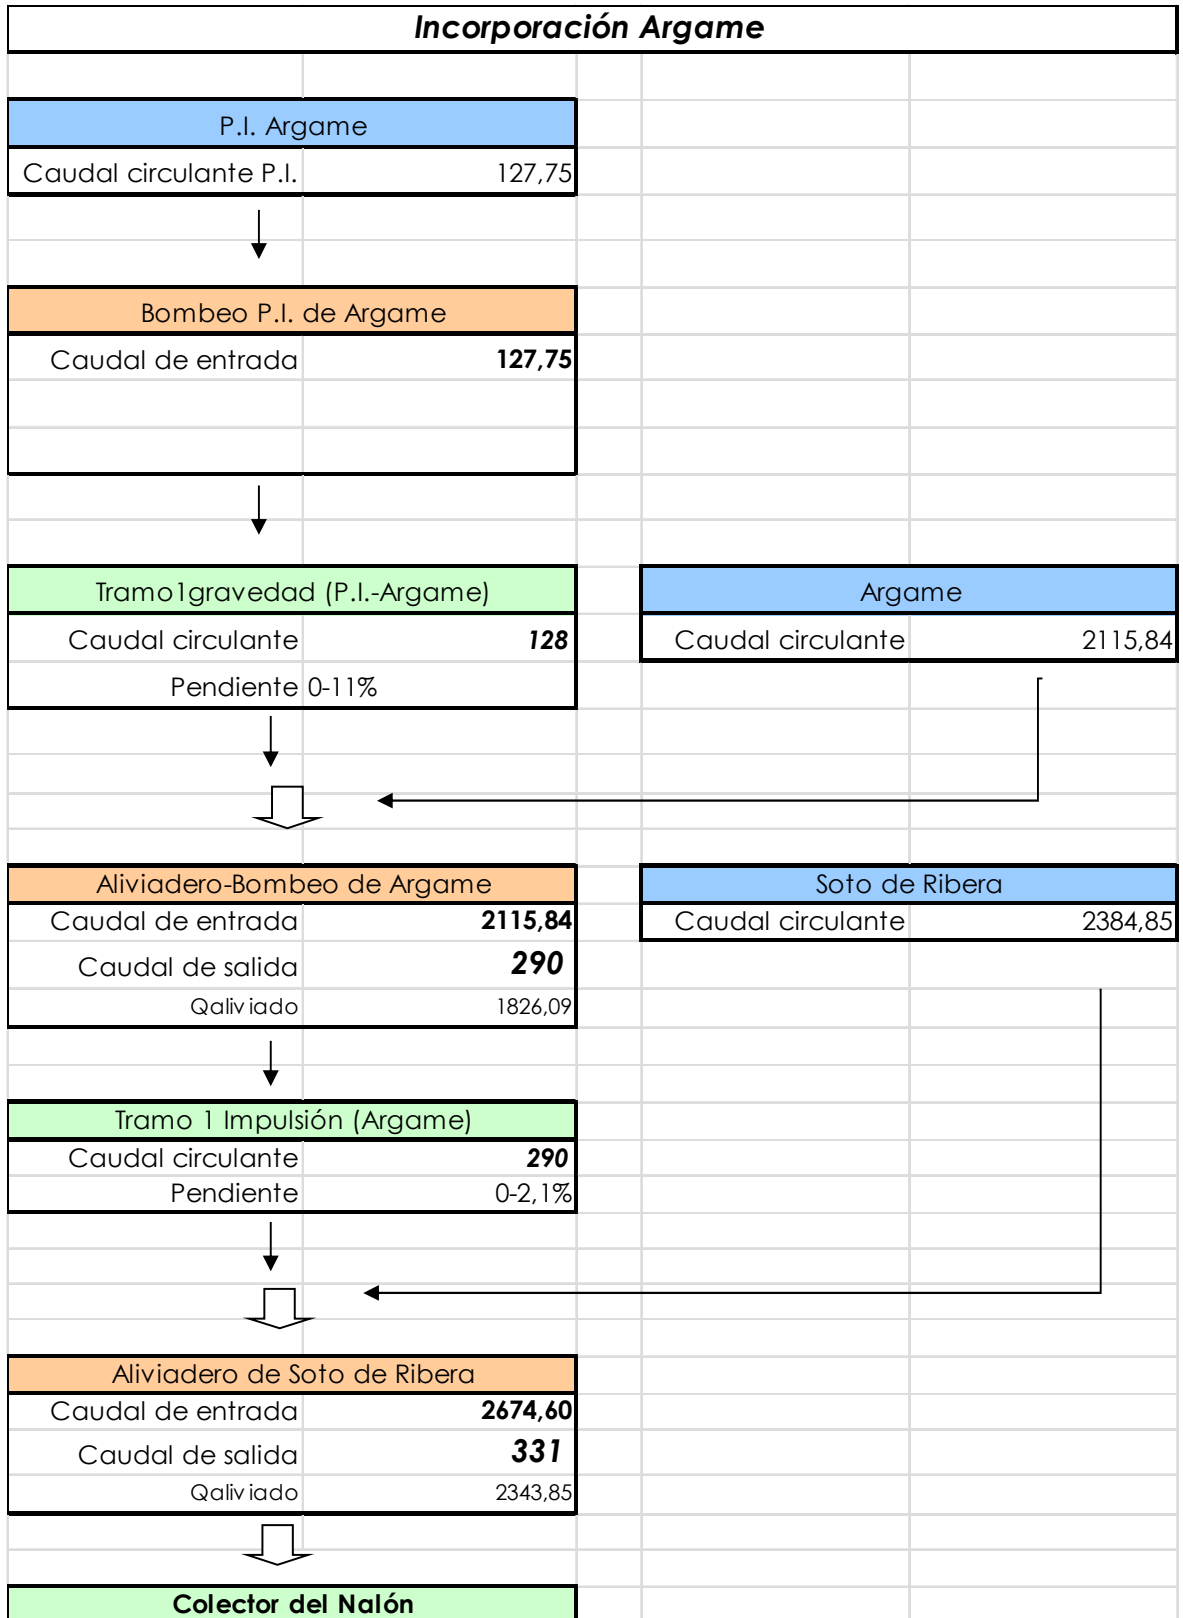 Incorporación Argame
P.I. Argame
Caudal circulante P.I. 127,75
Bombeo P.I. de Argame
Caudal de entrada 127,75
Tramo1gravedad (P.I.-Argame)
Caudal circulante 128
Pendiente 0-11%
Argame
Caudal circulante 2115,84
Aliviadero-Bombeo de Argame
Caudal de entrada 2115,84
Caudal de salida 290
Qaliviado 1826,09
Soto de Ribera
Caudal circulante 2384,85
Tramo 1 Impulsión (Argame)
Caudal circulante 290
Pendiente 0-2,1%
Aliviadero de Soto de Ribera
Caudal de entrada 2674,60
Caudal de salida 331
Qaliviado 2343,85
Colector del Nalón